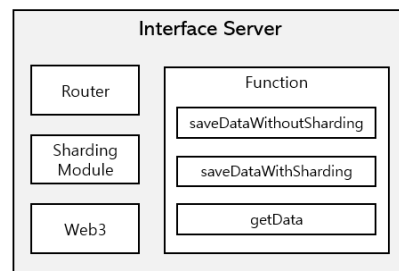 Interface Server
Router
Sharding
Module
Web3
Function
saveDataWithoutSharding
saveDataWithSharding
getData